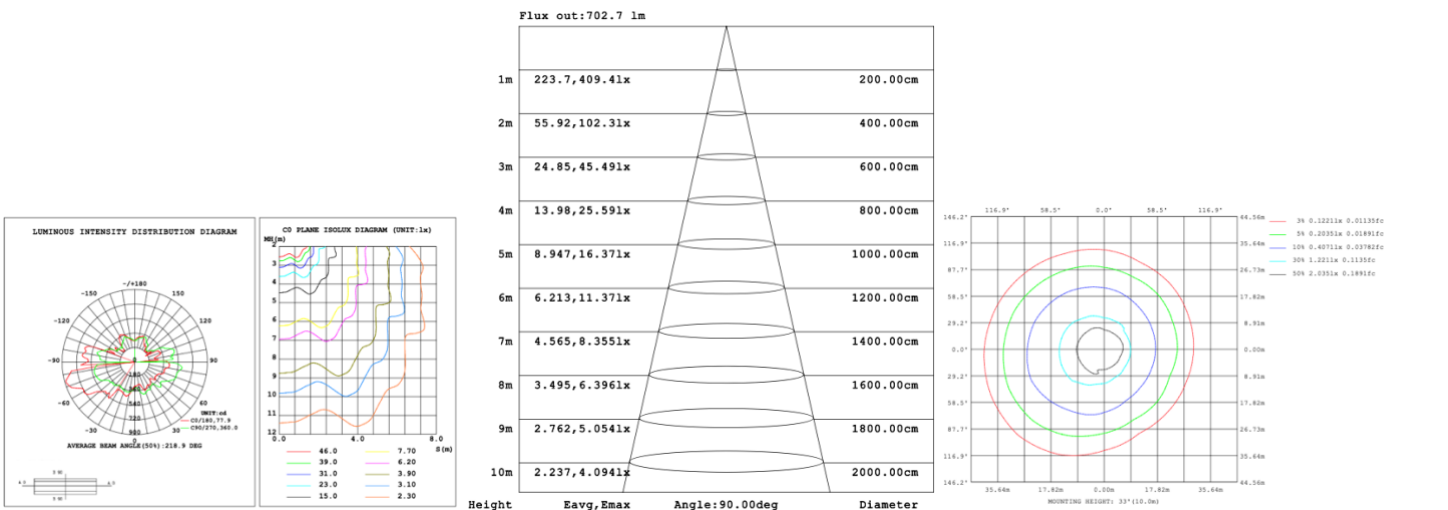 LUMINOUS INTENSITY DISTRIBUTION DIAGRAM
-/+180
-150 150
-120 120
-90 90
-60 60
-30 30
0
0
180
540
720
900
UNIT:cd
C0/180,77.9
C90/270,360.0
AVERAGE BEAM ANGLE(50%):218.9 DEG
C0 PLANE ISOLUX DIAGRAM (UNIT:lx)
MH(m)
2
3
4
5
6
7
8
9
10
11
12
0.0 4.0 8.0
S(m)
46.0 7.70
39.0 6.20
31.0 3.90
23.0 3.10
15.0 2.30
Flux out:702.7 lm
1m 223.7,409.4lx 200.00cm
2m 55.92,102.3lx 400.00cm
3m 24.85,45.49lx 600.00cm
4m 13.98,25.59lx 800.00cm
5m 8.947,16.37lx 1000.00cm
6m 6.213,11.37lx 1200.00cm
7m 4.565,8.355lx 1400.00cm
8m 3.495,6.396lx 1600.00cm
9m 2.762,5.054lx 1800.00cm
10m 2.237,4.094lx 2000.00cm
Height Eavg,Emax Angle:90.00deg Diameter
116.9' 58.5' 0.0' 58.5' 116.9'
146.2' 44.56m
116.9' 35.64m
87.7' 26.73m
58.5' 17.82m
29.2' 8.91m
0.0' 0.00m
29.2' 8.91m
58.5' 17.82m
87.7' 26.73m
116.9' 35.64m
146.2' 44.56m
35.64m 17.82m 0.00m 17.82m 35.64m
MOUNTING HEIGHT: 33'(10.0m)
3% 0.1221lx 0.01135fc
5% 0.2035lx 0.01891fc
10% 0.4071lx 0.03782fc
30% 1.221lx 0.1135fc
50% 2.035lx 0.1891fc